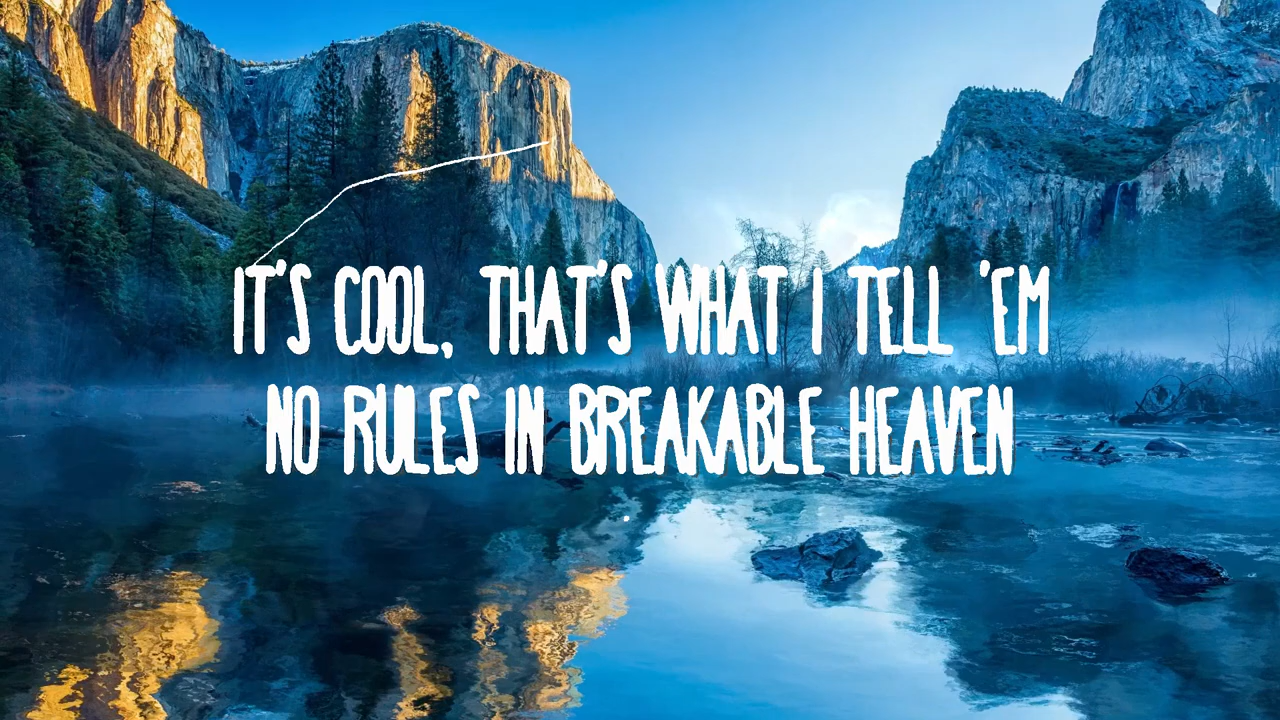 IT'S COOL, THAT'S WHAT I TELL 'EM
NO RULES IN BREAKABLE HEAVEN